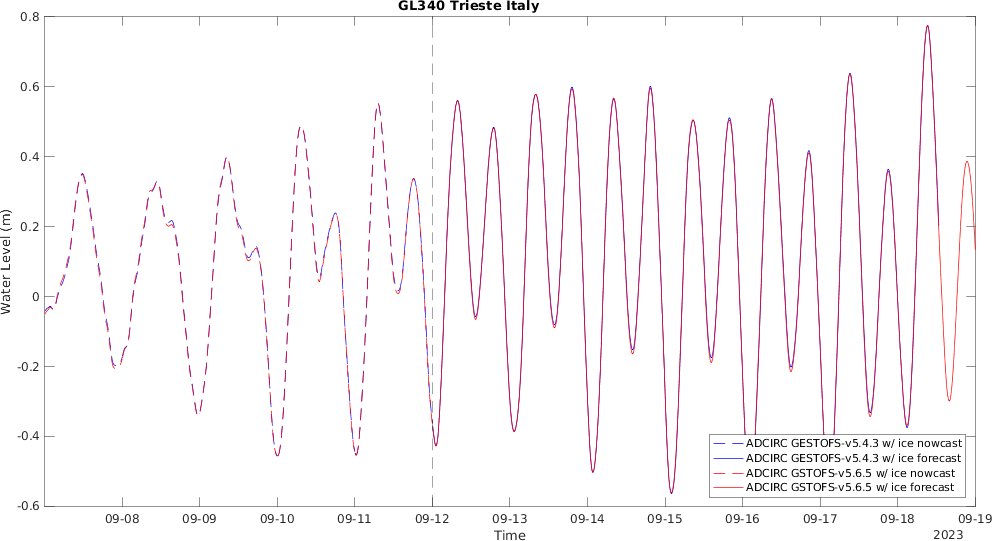 GL340 Trieste Italy
0.8
0.6
0.4
0.2
0
-0.2
-0.4
-0.6
Water Level (m)
ADCIRC GESTOFS-v5.4.3 w/ ice nowcast
ADCIRC GESTOFS-v5.4.3 w/ ice forecast
ADCIRC GSTOFS-v5.6.5 w/ ice nowcast
ADCIRC GSTOFS-v5.6.5 w/ ice forecast
09-08 09-09 09-10 09-11 09-12 09-13 09-14 09-15 09-16 09-17 09-18 09-19
Time 2023